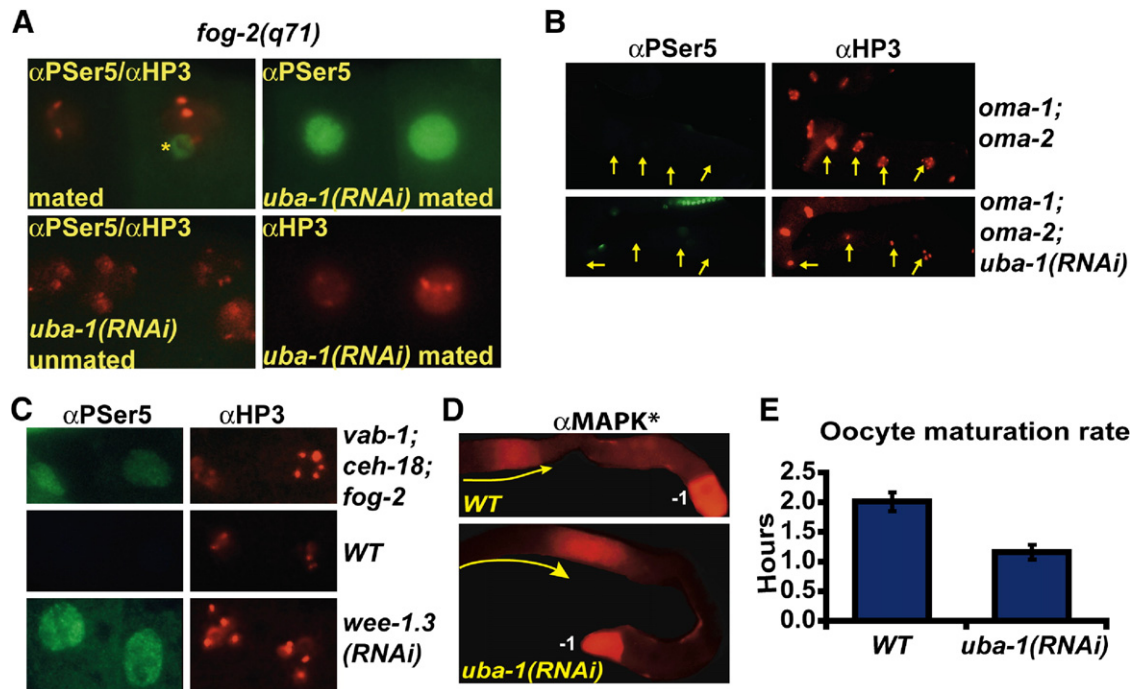 A
fog-2(q71)
αPSer5/αHP3
*
mated
αPSer5
uba-1(RNAi) mated
αPSer5/αHP3
uba-1(RNAi)
unmated
αHP3
uba-1(RNAi) mated
B
αPSer5
αHP3
oma-1;
oma-2
oma-1;
oma-2;
uba-1(RNAi)
C
αPSer5
αHP3
vab-1;
ceh-18;
fog-2
WT
wee-1.3
(RNAi)
D
αMAPK*
-1
WT
-1
uba-1(RNAi)
E
Oocyte maturation rate
Hours
2.5
2.0
1.5
1.0
0.5
0.0
WT
uba-1(RNAi)